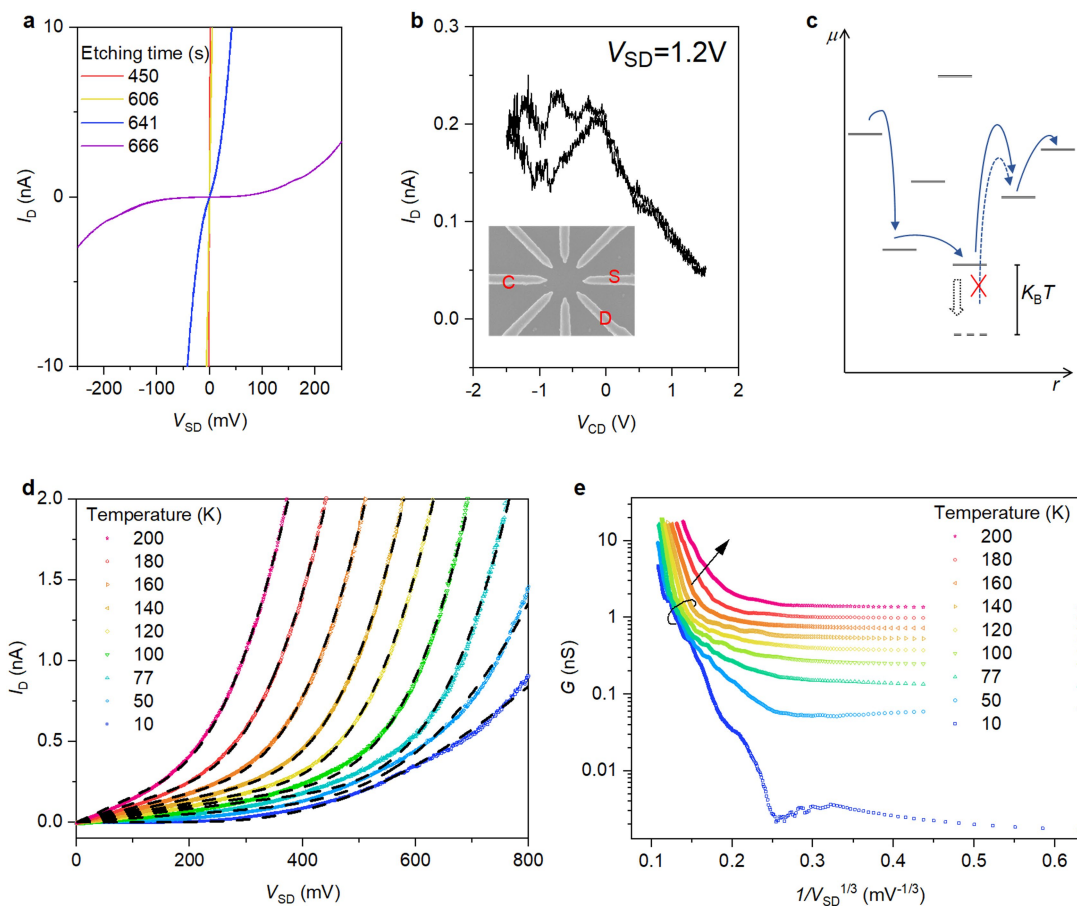 a
Etching time (s)
450
606
641
666
10
0
-10
-200
-100
0
100
200
I_D (nA)
V_SD (mV)
b
V_SD=1.2V
0.3
0.2
0.1
0.0
-2
-1
0
1
2
I_D (nA)
V_CD (V)
C
S
D
c
μ
K_BT
r
d
Temperature (K)
200
180
160
140
120
100
77
50
10
2.0
1.5
1.0
0.5
0.0
0
200
400
600
800
I_D (nA)
V_SD (mV)
e
Temperature (K)
200
180
160
140
120
100
77
50
10
10
1
0.1
0.01
0.1
0.2
0.3
0.4
0.5
0.6
G (nS)
1/V_SD^1/3 (mV^-1/3)